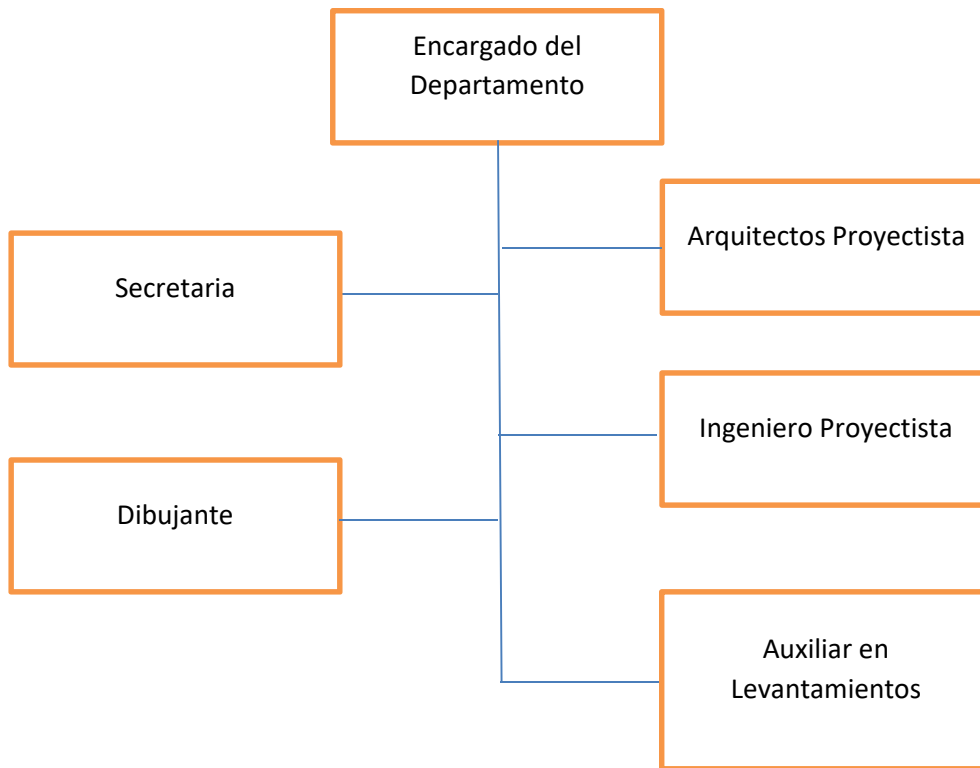 Encargado del
Departamento
Arquitectos Proyectista
Secretaria
Ingeniero Proyectista
Dibujante
Auxiliar en
Levantamientos